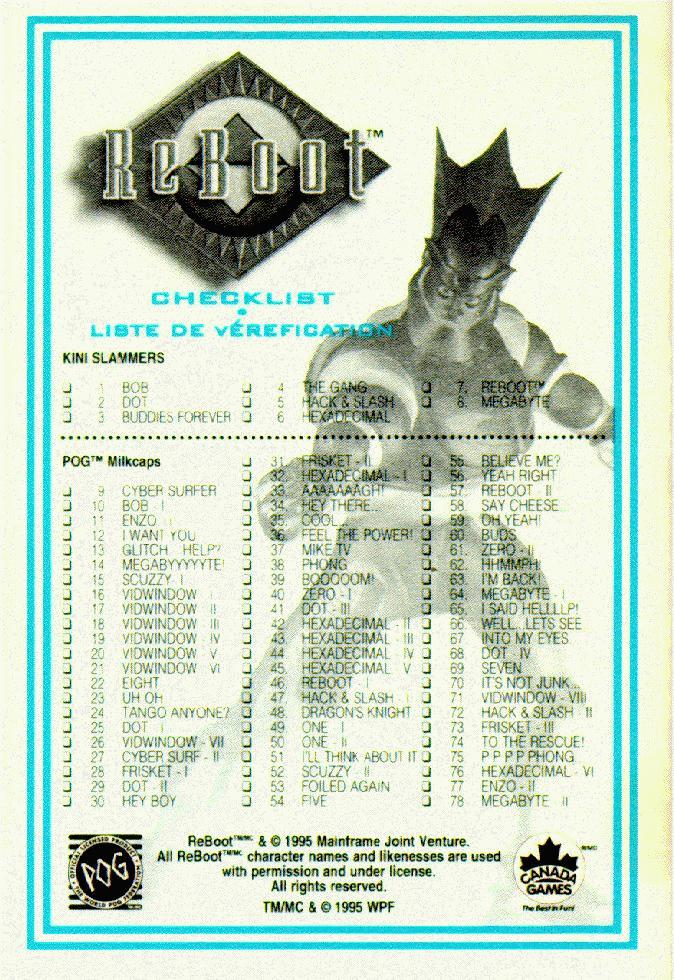 ReBoot™
CHECKLIST
•
LISTE DE VÉREFICATION
KINI SLAMMERS
1 BOB
2 DOT
3 BUDDIES FOREVER
4 THE GANG
5 HACK & SLASH
6 HEXADECIMAL
7. REBOOT™
8. MEGABYTE
POG™ Milkcaps
9 CYBER SURFER
10 BOB - I
11 ENZO - I
12 I WANT YOU
13 GLITCH...HELP?
14 MEGABYYYYYTE!
15 SCUZZY- I
16 VIDWINDOW - I
17 VIDWINDOW - II
18 VIDWINDOW - III
19 VIDWINDOW - IV
20 VIDWINDOW - V
21 VIDWINDOW - VI
22 EIGHT
23 UH OH
24 TANGO ANYONE?
25 DOT - I
26 VIDWINDOW - VII
27 CYBER SURF - II
28 FRISKET - I
29 DOT - II
30 HEY BOY
31. FRISKET - II
32. HEXADECIMAL - I
33. AAAAAAAGH!
34. HEY THERE..
35. COOL...
36. FEEL THE POWER!
37 MIKE TV
38 PHONG
39 BOOOOOM!
40 ZERO - I
41 DOT - III
42 HEXADECIMAL - II
43. HEXADECIMAL - III
44 HEXADECIMAL - IV
45. HEXADECIMAL - V
46 REBOOT - I
47 HACK & SLASH - I
48. DRAGON'S KNIGHT
49 ONE - I
50 ONE - II
51 I'LL THINK ABOUT IT
52 SCUZZY - II
53 FOILED AGAIN
54 FIVE
55. BELIEVE ME?
56. YEAH RIGHT
57. REBOOT - II
58 SAY CHEESE
59. OH YEAH!
60. BUDS
61. ZERO - II
62. HHMMPH!
63. I'M BACK!
64. MEGABYTE - I
65. I SAID HELLLLP!
66 WELL...LETS SEE
67. INTO MY EYES
68. DOT - IV
69 SEVEN
70 IT'S NOT JUNK...
71. VIDWINDOW - VIII
72 HACK & SLASH - II
73 FRISKET - III
74 TO THE RESCUE!
75 P P P P PHONG
76 HEXADECIMAL - VI
77. ENZO - II
78 MEGABYTE - II
OFFICIAL LICENSED PRODUCT
POG
ReBoot™/MC & © 1995 Mainframe Joint Venture.
All ReBoot™/MC character names and likenesses are used
with permission and under license.
All rights reserved.
TM/MC & © 1995 WPF
CANADA
GAMES
™/MC
The Best in Fun!